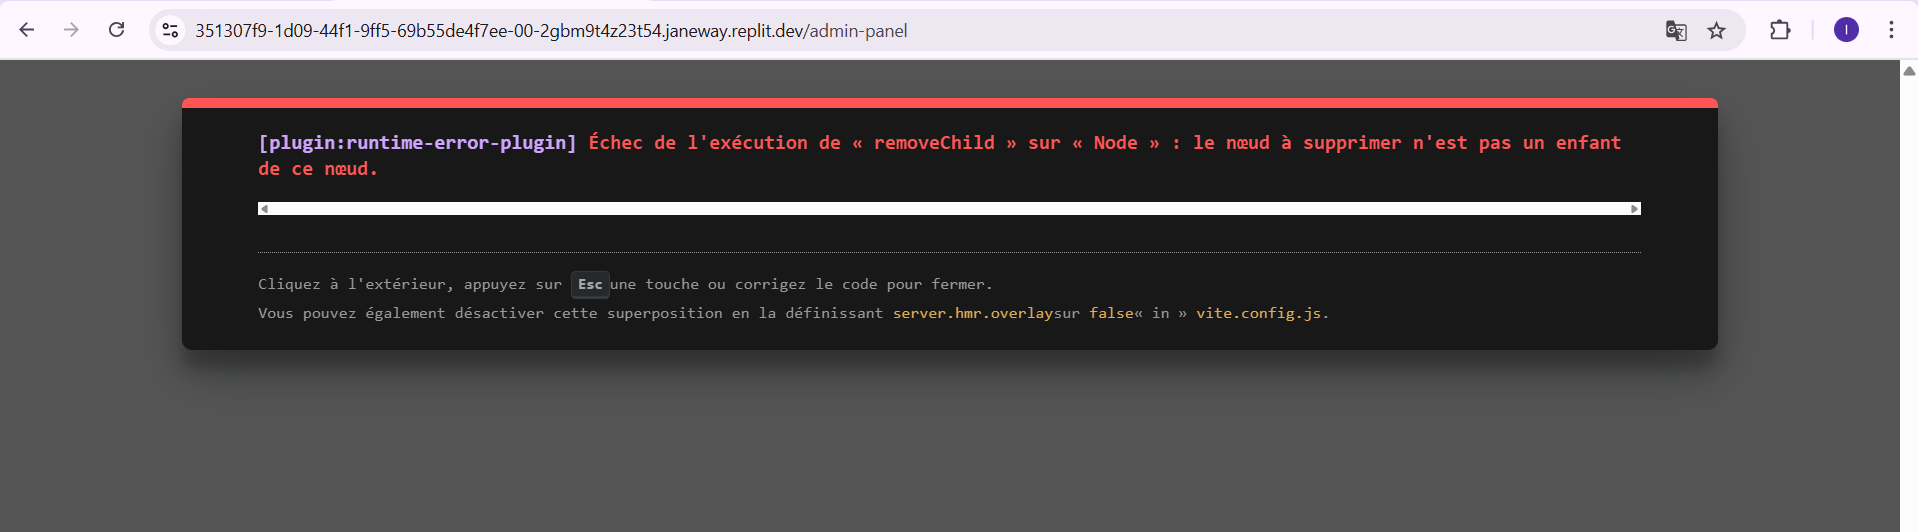 351307f9-1d09-44f1-9ff5-69b55de4f7ee-00-2gbm9t4z23t54.janeway.replit.dev/admin-panel
I
[plugin:runtime-error-plugin] Échec de l'exécution de « removeChild » sur « Node » : le nœud à supprimer n'est pas un enfant
de ce nœud.
Cliquez à l'extérieur, appuyez sur Esc une touche ou corrigez le code pour fermer.
Vous pouvez également désactiver cette superposition en la définissant server.hmr.overlaysur false« in » vite.config.js.